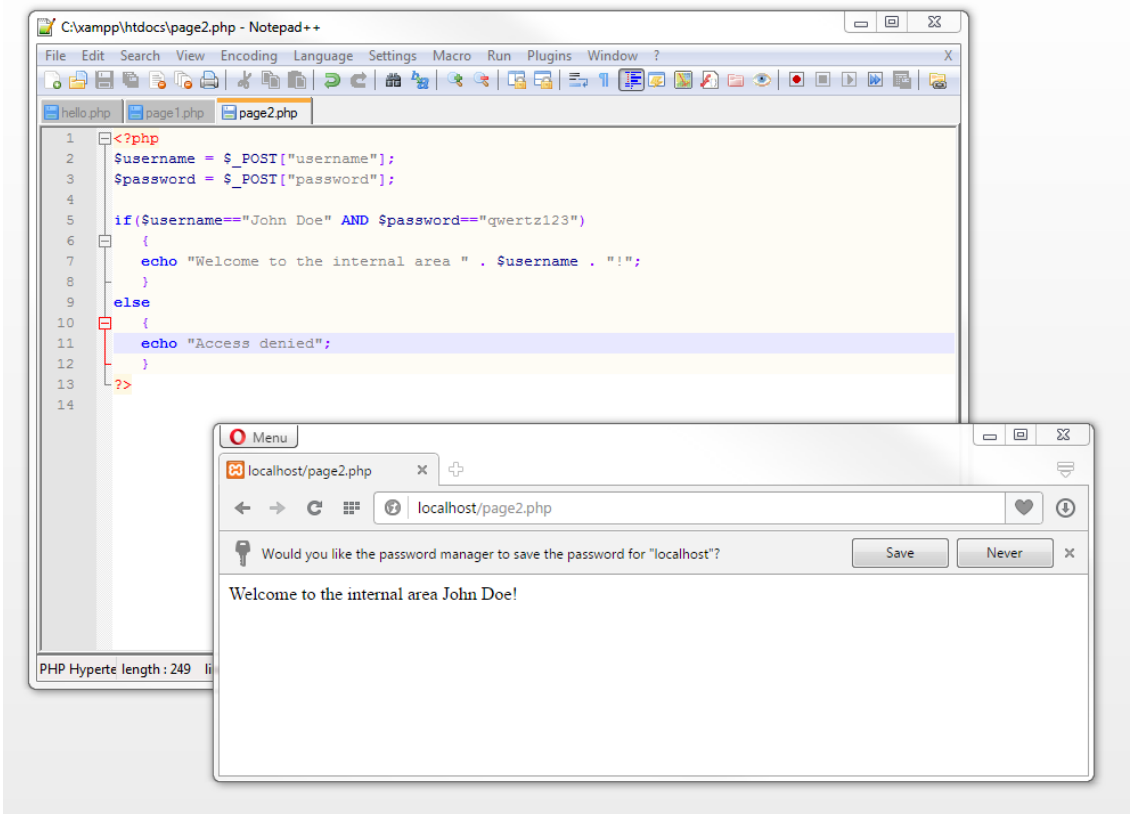 C:\xampp\htdocs\page2.php - Notepad++
File Edit Search View Encoding Language Settings Macro Run Plugins Window ? X
hello.php page1.php page2.php
1 <?php
2 $username = $_POST["username"];
3 $password = $_POST["password"];
4
5 if($username=="John Doe" AND $password=="qwertz123")
6 {
7 echo "Welcome to the internal area " . $username . "!";
8 }
9 else
10 {
11 echo "Access denied";
12 }
13 ?>
14
PHP Hyperte length : 249 li
Menu
localhost/page2.php
localhost/page2.php
Would you like the password manager to save the password for "localhost"? Save Never
Welcome to the internal area John Doe!